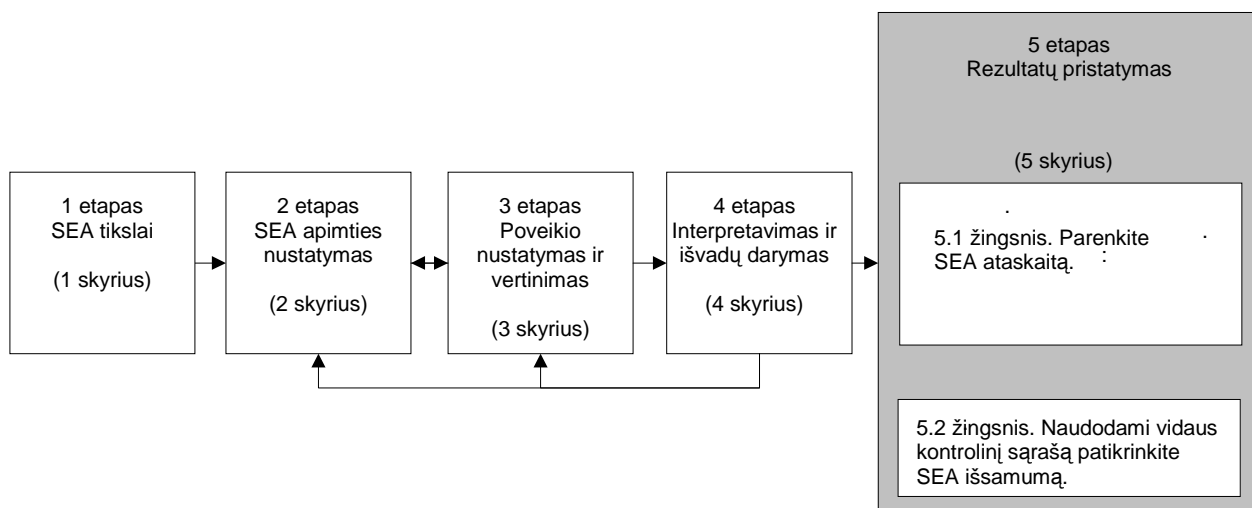 1 etapas
SEA tikslai
(1 skyrius)
2 etapas
SEA apimties
nustatymas
(2 skyrius)
3 etapas
Poveikio
nustatymas ir
vertinimas
(3 skyrius)
4 etapas
Interpretavimas ir
išvadų darymas
(4 skyrius)
5 etapas
Rezultatų pristatymas
(5 skyrius)
5.1 žingsnis. Parenkite
SEA ataskaitą.
5.2 žingsnis. Naudodami vidaus
kontrolinį sąrašą patikrinkite
SEA išsamumą.